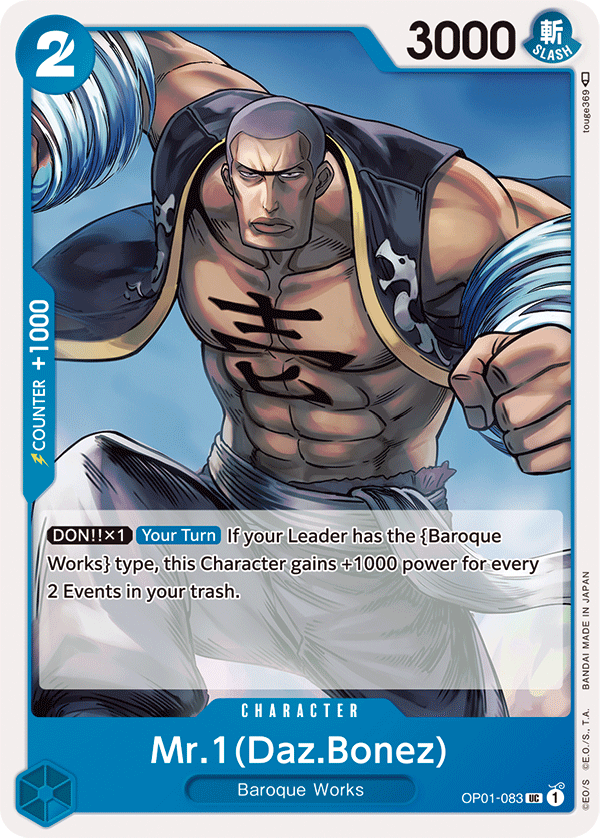 2
3000
斬
SLASH
touge369
COUNTER +1000
DON!!×1 Your Turn If your Leader has the {Baroque
Works} type, this Character gains +1000 power for every
2 Events in your trash.
CHARACTER
Mr.1(Daz.Bonez)
Baroque Works
OP01-083 UC 1
©E.O/S ©E.O./S., T.A. BANDAI MADE IN JAPAN